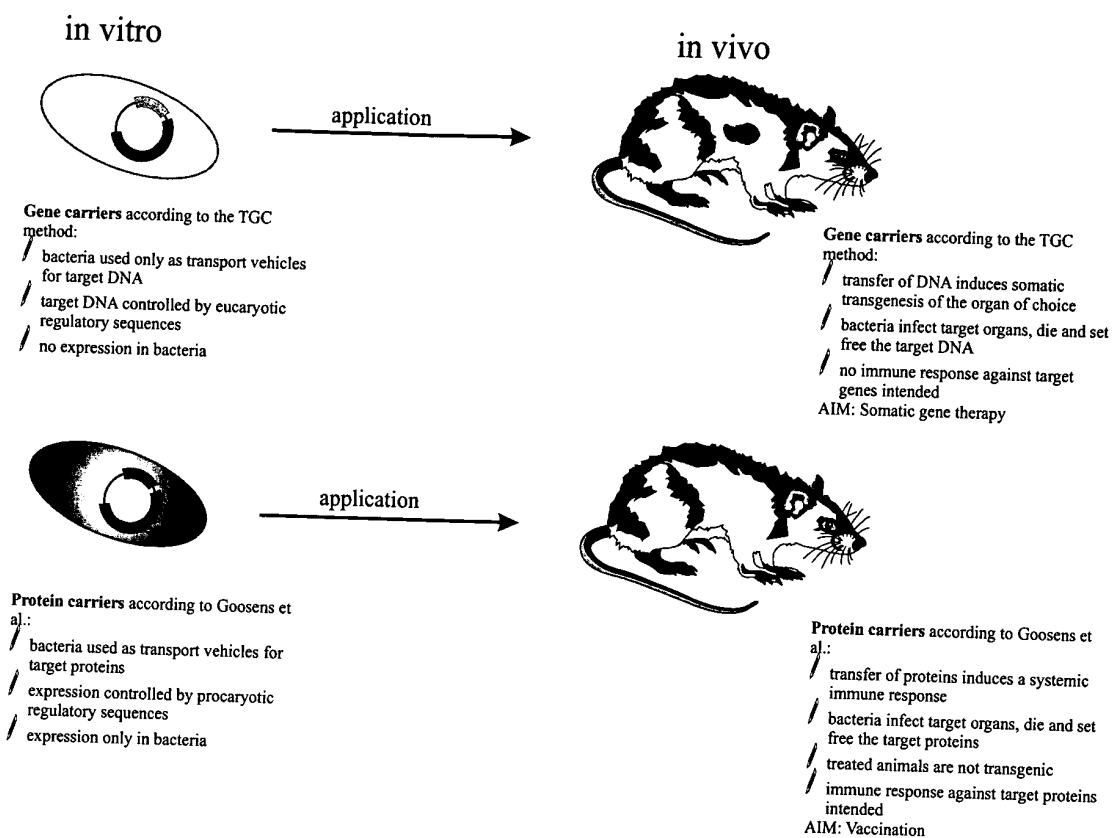 in vitro
in vivo
application
Gene carriers according to the TGC
method:
bacteria used only as transport vehicles
for target DNA
target DNA controlled by eucaryotic
regulatory sequences
no expression in bacteria
Gene carriers according to the TGC
method:
transfer of DNA induces somatic
transgenesis of the organ of choice
bacteria infect target organs, die and set
free the target DNA
no immune response against target
genes intended
AIM: Somatic gene therapy
application
Protein carriers according to Goosens et
al.:
bacteria used as transport vehicles for
target proteins
expression controlled by procaryotic
regulatory sequences
expression only in bacteria
Protein carriers according to Goosens et
al.:
transfer of proteins induces a systemic
immune response
bacteria infect target organs, die and set
free the target proteins
treated animals are not transgenic
immune response against target proteins
intended
AIM: Vaccination